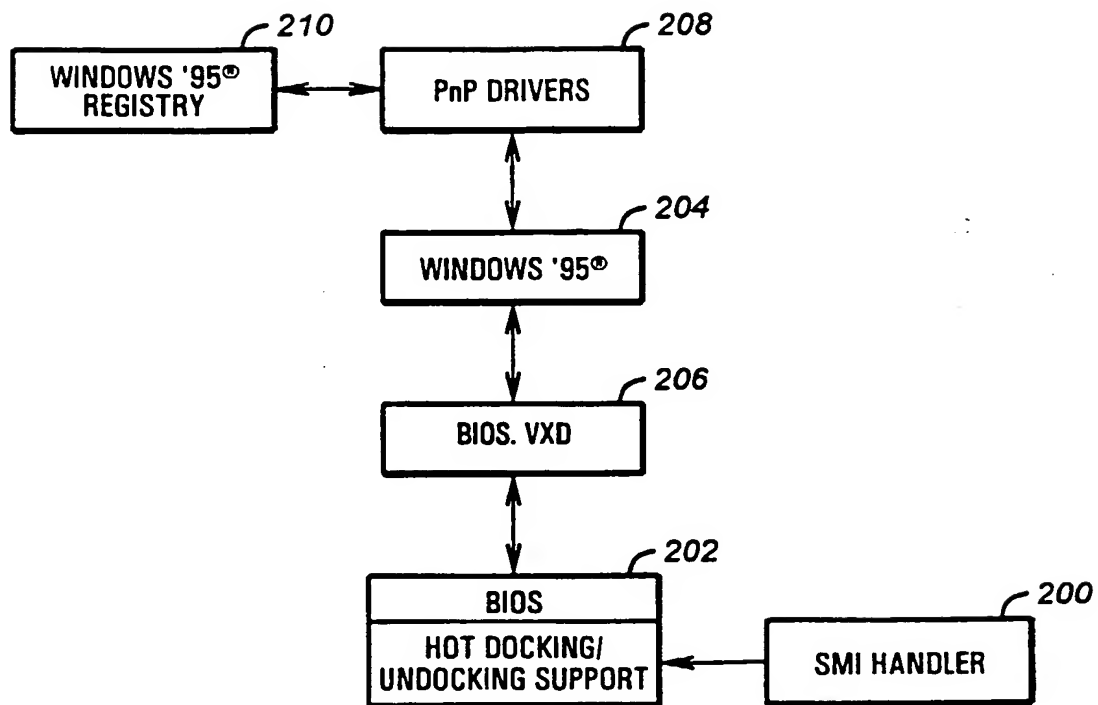 210
WINDOWS '95®
REGISTRY
208
PnP DRIVERS
204
WINDOWS '95®
206
BIOS. VXD
202
BIOS
HOT DOCKING/
UNDOCKING SUPPORT
200
SMI HANDLER